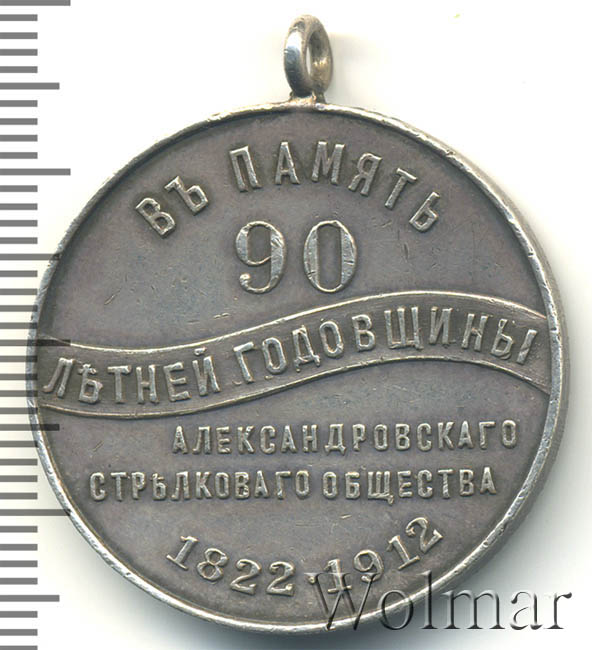 ВЪ ПАМЯТЬ
90
ЛѢТНЕЙ ГОДОВЩИНЫ
АЛЕКСАНДРОВСКАГО
СТРѢЛКОВАГО ОБЩЕСТВА
1822·1912
Wolmar